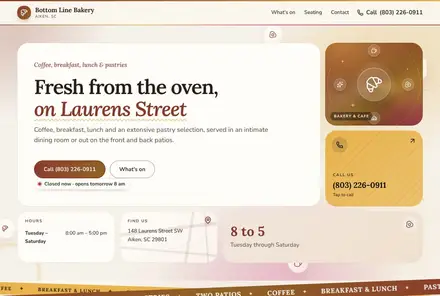 Bottom Line Bakery
AIKEN, SC
What's on
Seating
Contact
Call (803) 226-0911
Coffee, breakfast, lunch & pastries
Fresh from the oven,
on Laurens Street
Coffee, breakfast, lunch and an extensive pastry selection, served in an intimate
dining room or out on the front and back patios.
Call (803) 226-0911
What's on
Closed now · opens tomorrow 8 am
BAKERY & CAFE
CALL US
(803) 226-0911
Tap to call
HOURS
Tuesday –
Saturday
8:00 am – 5:00 pm
FIND US
148 Laurens Street SW
Aiken, SC 29801
8 to 5
Tuesday through Saturday
BREAKFAST & LUNCH
TWO PATIOS
COFFEE
BREAKFAST & LUNCH